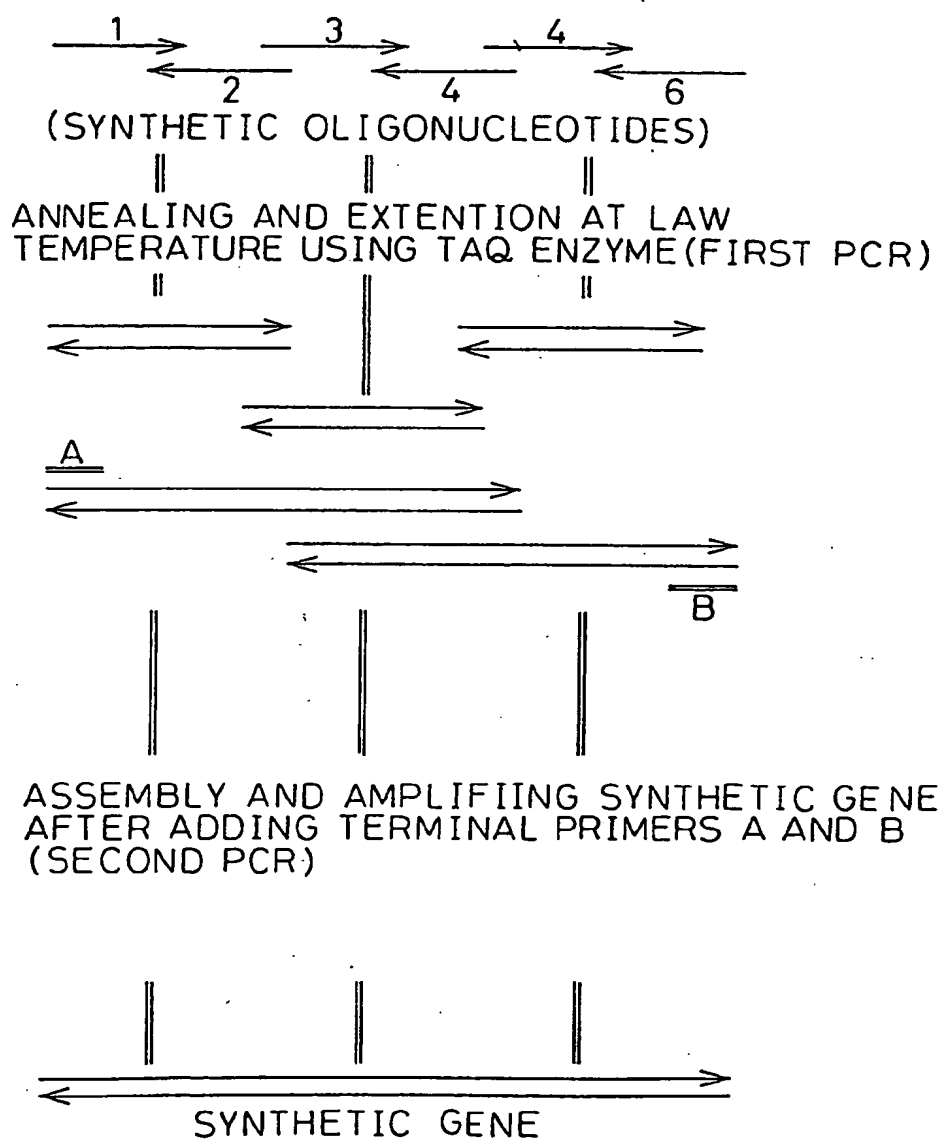 1 3 4
2 4 6
(SYNTHETIC OLIGONUCLEOTIDES)
ANNEALING AND EXTENTION AT LAW
TEMPERATURE USING TAQ ENZYME (FIRST PCR)
A
B
ASSEMBLY AND AMPLIFIING SYNTHETIC GENE
AFTER ADDING TERMINAL PRIMERS A AND B
(SECOND PCR)
SYNTHETIC GENE